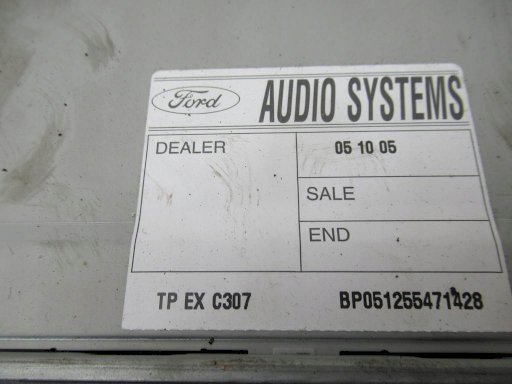 Ford AUDIO SYSTEMS
DEALER 05 10 05
SALE
END
TP EX C307 BP051255471428